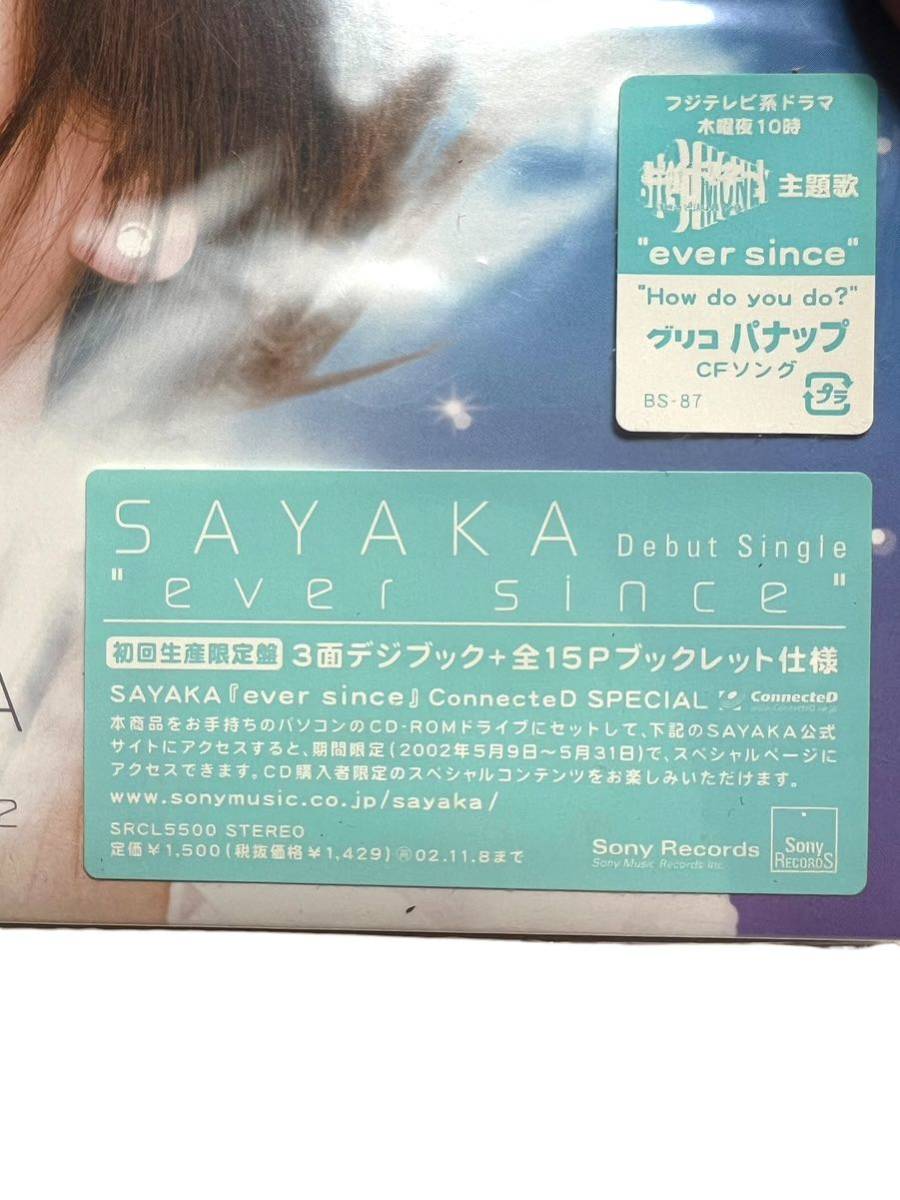 フジテレビ系ドラマ
木曜夜10時
主題歌
"ever since"
"How do you do?"
グリコ パナップ
CFソング
BS-87
プラ
SAYAKA Debut Single
"ever since"
初回生産限定盤 3面デジブック+全15Pブックレット仕様
SAYAKA『ever since』ConnecteD SPECIAL ConnecteD
本商品をお手持ちのパソコンのCD-ROMドライブにセットして、下記のSAYAKA公式
サイトにアクセスすると、期間限定(2002年5月9日〜5月31日)で、スペシャルページに
アクセスできます。CD購入者限定のスペシャルコンテンツをお楽しみいただけます。
www.sonymusic.co.jp/sayaka/
SRCL5500 STEREO
定価¥1,500(税抜価格¥1,429)㊞02.11.8まで
Sony Records
Sony Music Records Inc.
Sony
RECORDS
A